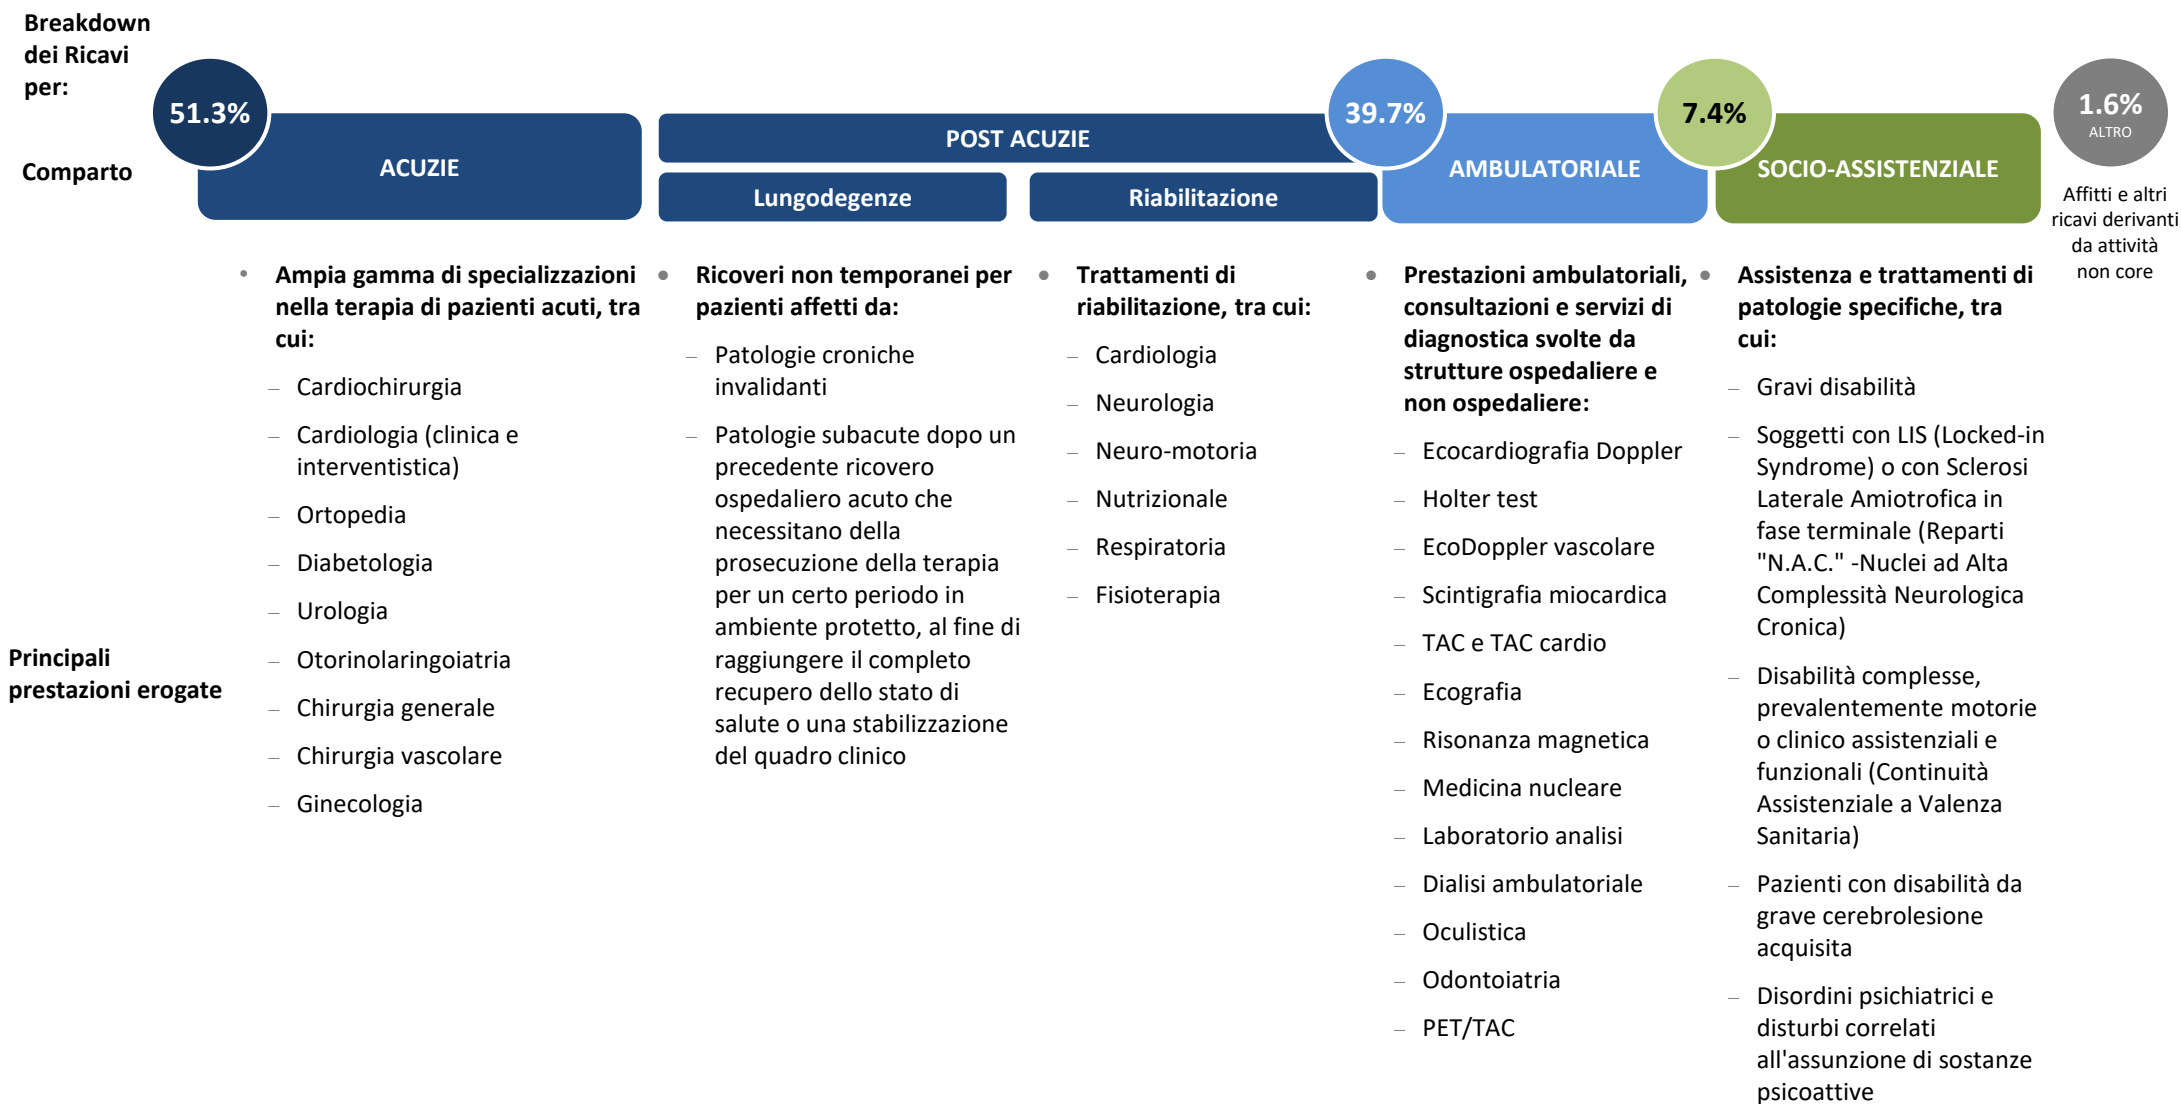 Breakdown
dei Ricavi
per:
51.3%
39.7%
7.4%
1.6%
ALTRO
Comparto
ACUZIE
POST ACUZIE
Lungodegenze
Riabilitazione
AMBULATORIALE
SOCIO-ASSISTENZIALE
Affitti e altri
ricavi derivanti
da attività
non core
Principali
prestazioni erogate
• Ampia gamma di specializzazioni
nella terapia di pazienti acuti, tra
cui:
– Cardiochirurgia
– Cardiologia (clinica e
interventistica)
– Ortopedia
– Diabetologia
– Urologia
– Otorinolaringoiatria
– Chirurgia generale
– Chirurgia vascolare
– Ginecologia
• Ricoveri non temporanei per
pazienti affetti da:
– Patologie croniche
invalidanti
– Patologie subacute dopo un
precedente ricovero
ospedaliero acuto che
necessitano della
prosecuzione della terapia
per un certo periodo in
ambiente protetto, al fine di
raggiungere il completo
recupero dello stato di
salute o una stabilizzazione
del quadro clinico
• Trattamenti di
riabilitazione, tra cui:
– Cardiologia
– Neurologia
– Neuro-motoria
– Nutrizionale
– Respiratoria
– Fisioterapia
• Prestazioni ambulatoriali,
consultazioni e servizi di
diagnostica svolte da
strutture ospedaliere e
non ospedaliere:
– Ecocardiografia Doppler
– Holter test
– EcoDoppler vascolare
– Scintigrafia miocardica
– TAC e TAC cardio
– Ecografia
– Risonanza magnetica
– Medicina nucleare
– Laboratorio analisi
– Dialisi ambulatoriale
– Oculistica
– Odontoiatria
– PET/TAC
• Assistenza e trattamenti di
patologie specifiche, tra
cui:
– Gravi disabilità
– Soggetti con LIS (Locked-in
Syndrome) o con Sclerosi
Laterale Amiotrofica in
fase terminale (Reparti
"N.A.C." -Nuclei ad Alta
Complessità Neurologica
Cronica)
– Disabilità complesse,
prevalentemente motorie
o clinico assistenziali e
funzionali (Continuità
Assistenziale a Valenza
Sanitaria)
– Pazienti con disabilità da
grave cerebrolesione
acquisita
– Disordini psichiatrici e
disturbi correlati
all'assunzione di sostanze
psicoattive